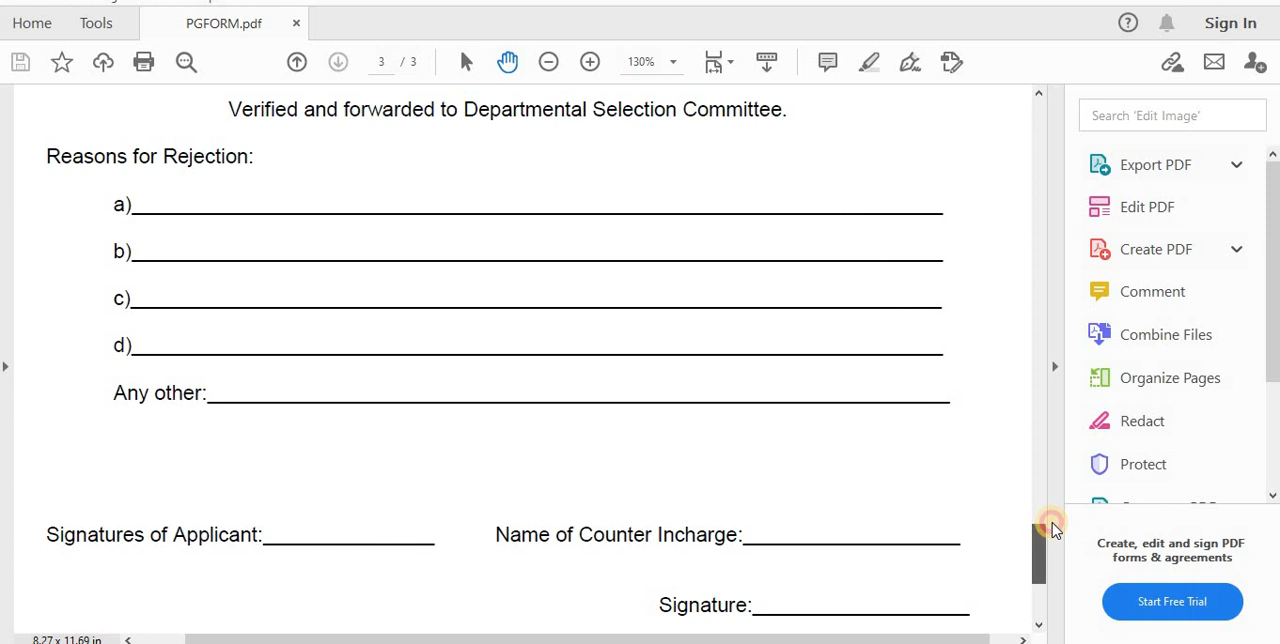 Home Tools PGFORM.pdf × Sign In
3 / 3 130%
Verified and forwarded to Departmental Selection Committee.
Reasons for Rejection:
a)
b)
c)
d)
Any other:
Signatures of Applicant: Name of Counter Incharge:
Signature:
8.27 x 11.69 in
Search 'Edit Image'
Export PDF
Edit PDF
Create PDF
Comment
Combine Files
Organize Pages
Redact
Protect
Create, edit and sign PDF
forms & agreements
Start Free Trial